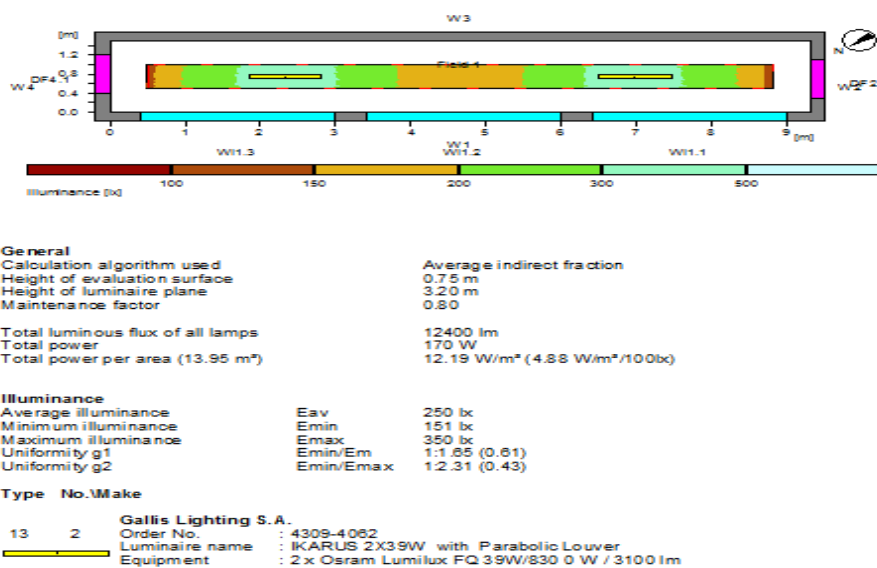 W3
[m]
1.2
0.8
0.4
0.0
W4
DF4.1
Field 1
N
W2
DF2
0 1 2 3 4 5 6 7 8 9 [m]
W1
WI1.3 WI1.2 WI1.1
100 150 200 300 500
Illuminance [lx]
General
Calculation algorithm used Average indirect fraction
Height of evaluation surface 0.75 m
Height of luminaire plane 3.20 m
Maintenance factor 0.80
Total luminous flux of all lamps 12400 lm
Total power 170 W
Total power per area (13.95 m²) 12.19 W/m² (4.88 W/m²/100lx)
Illuminance
Average illuminance Eav 250 lx
Minimum illuminance Emin 151 lx
Maximum illuminance Emax 350 lx
Uniformity g1 Emin/Em 1:1.65 (0.61)
Uniformity g2 Emin/Emax 1:2.31 (0.43)
Type No.\Make
Gallis Lighting S.A.
13 2 Order No. : 4309-4062
Luminaire name : IKARUS 2X39W with Parabolic Louver
Equipment : 2 x Osram Lumilux FQ 39W/830 0 W / 3100 lm